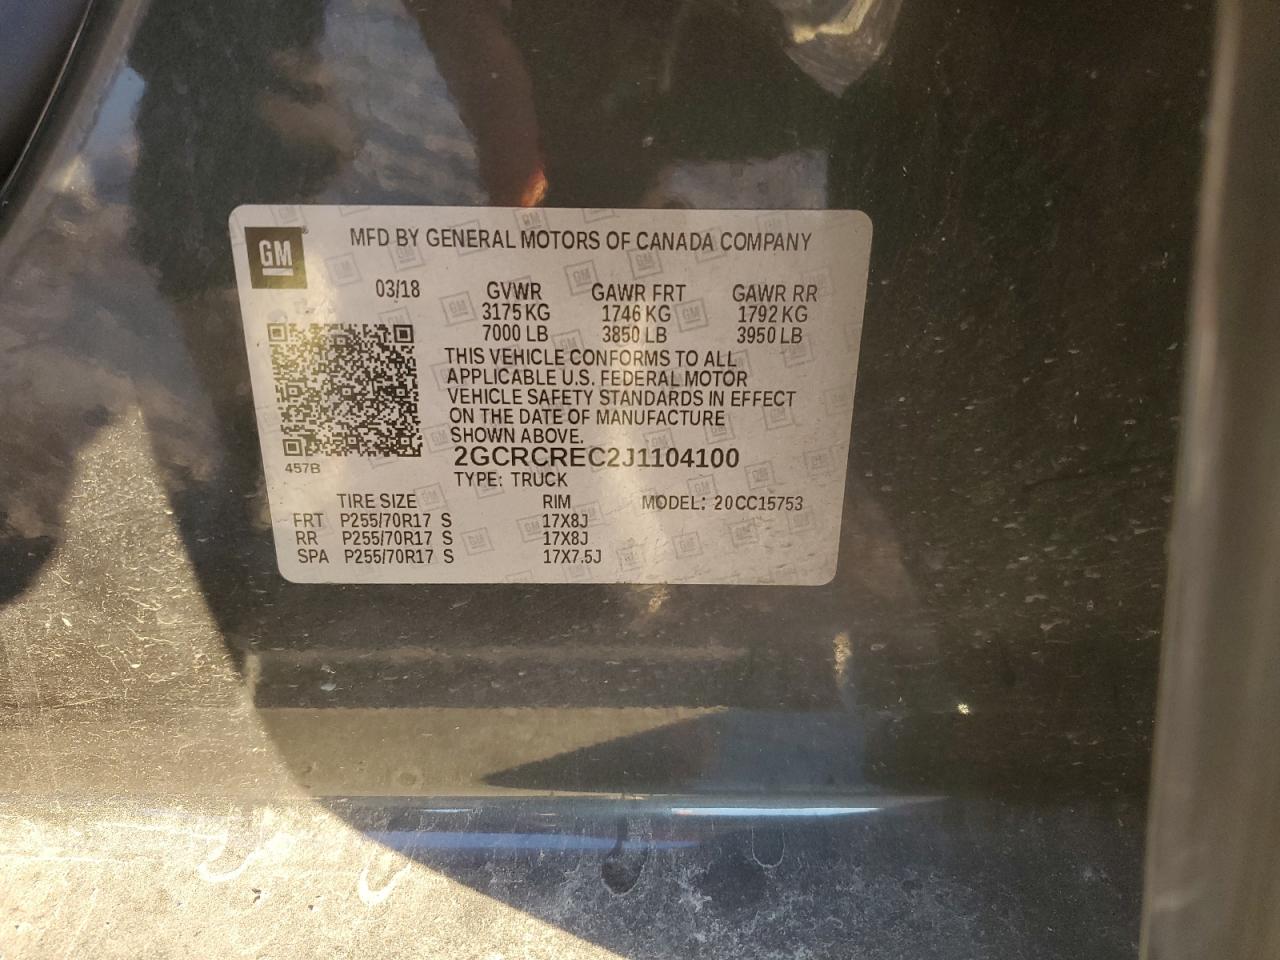 GM
MFD BY GENERAL MOTORS OF CANADA COMPANY
03/18 GVWR GAWR FRT GAWR RR
3175 KG 1746 KG 1792 KG
7000 LB 3850 LB 3950 LB
THIS VEHICLE CONFORMS TO ALL
APPLICABLE U.S. FEDERAL MOTOR
VEHICLE SAFETY STANDARDS IN EFFECT
ON THE DATE OF MANUFACTURE
SHOWN ABOVE.
457B
2GCRCREC2J1104100
TYPE: TRUCK
TIRE SIZE RIM MODEL: 20CC15753
FRT P255/70R17 S 17X8J
RR P255/70R17 S 17X8J
SPA P255/70R17 S 17X7.5J